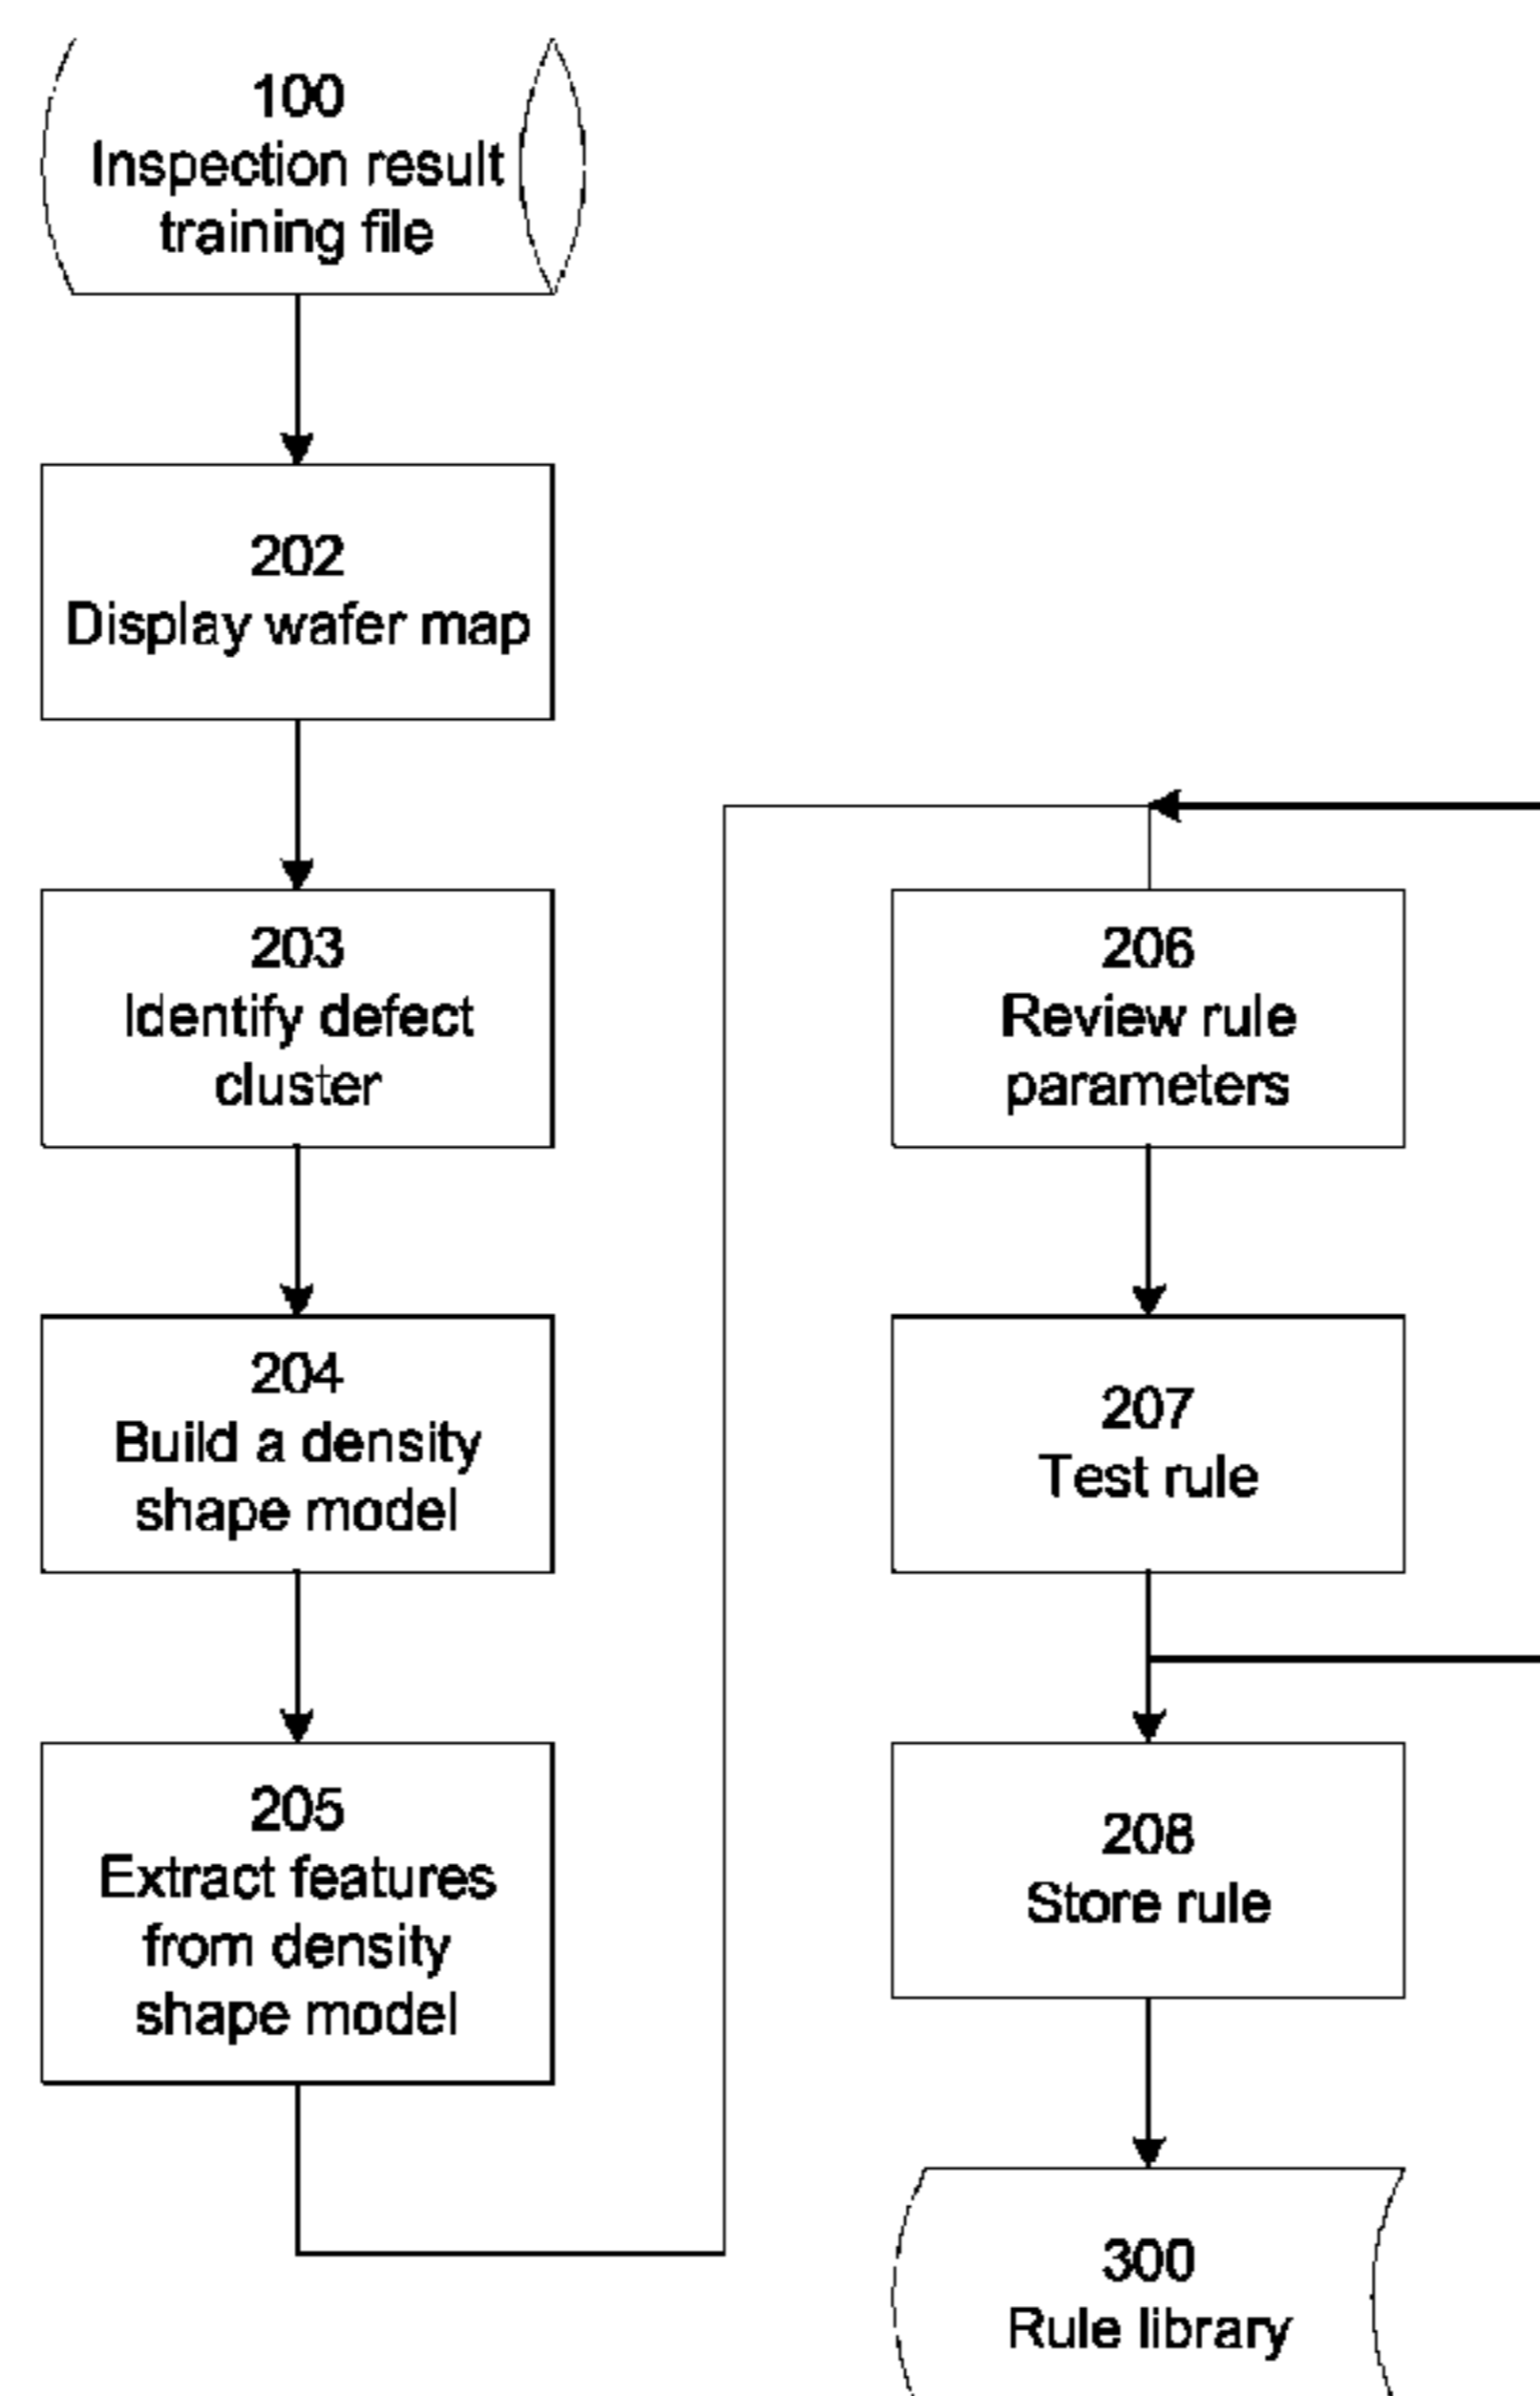 100
Inspection result
training file
202
Display wafer map
203
Identify defect
cluster
204
Build a density
shape model
205
Extract features
from density
shape model
206
Review rule
parameters
207
Test rule
208
Store rule
300
Rule library